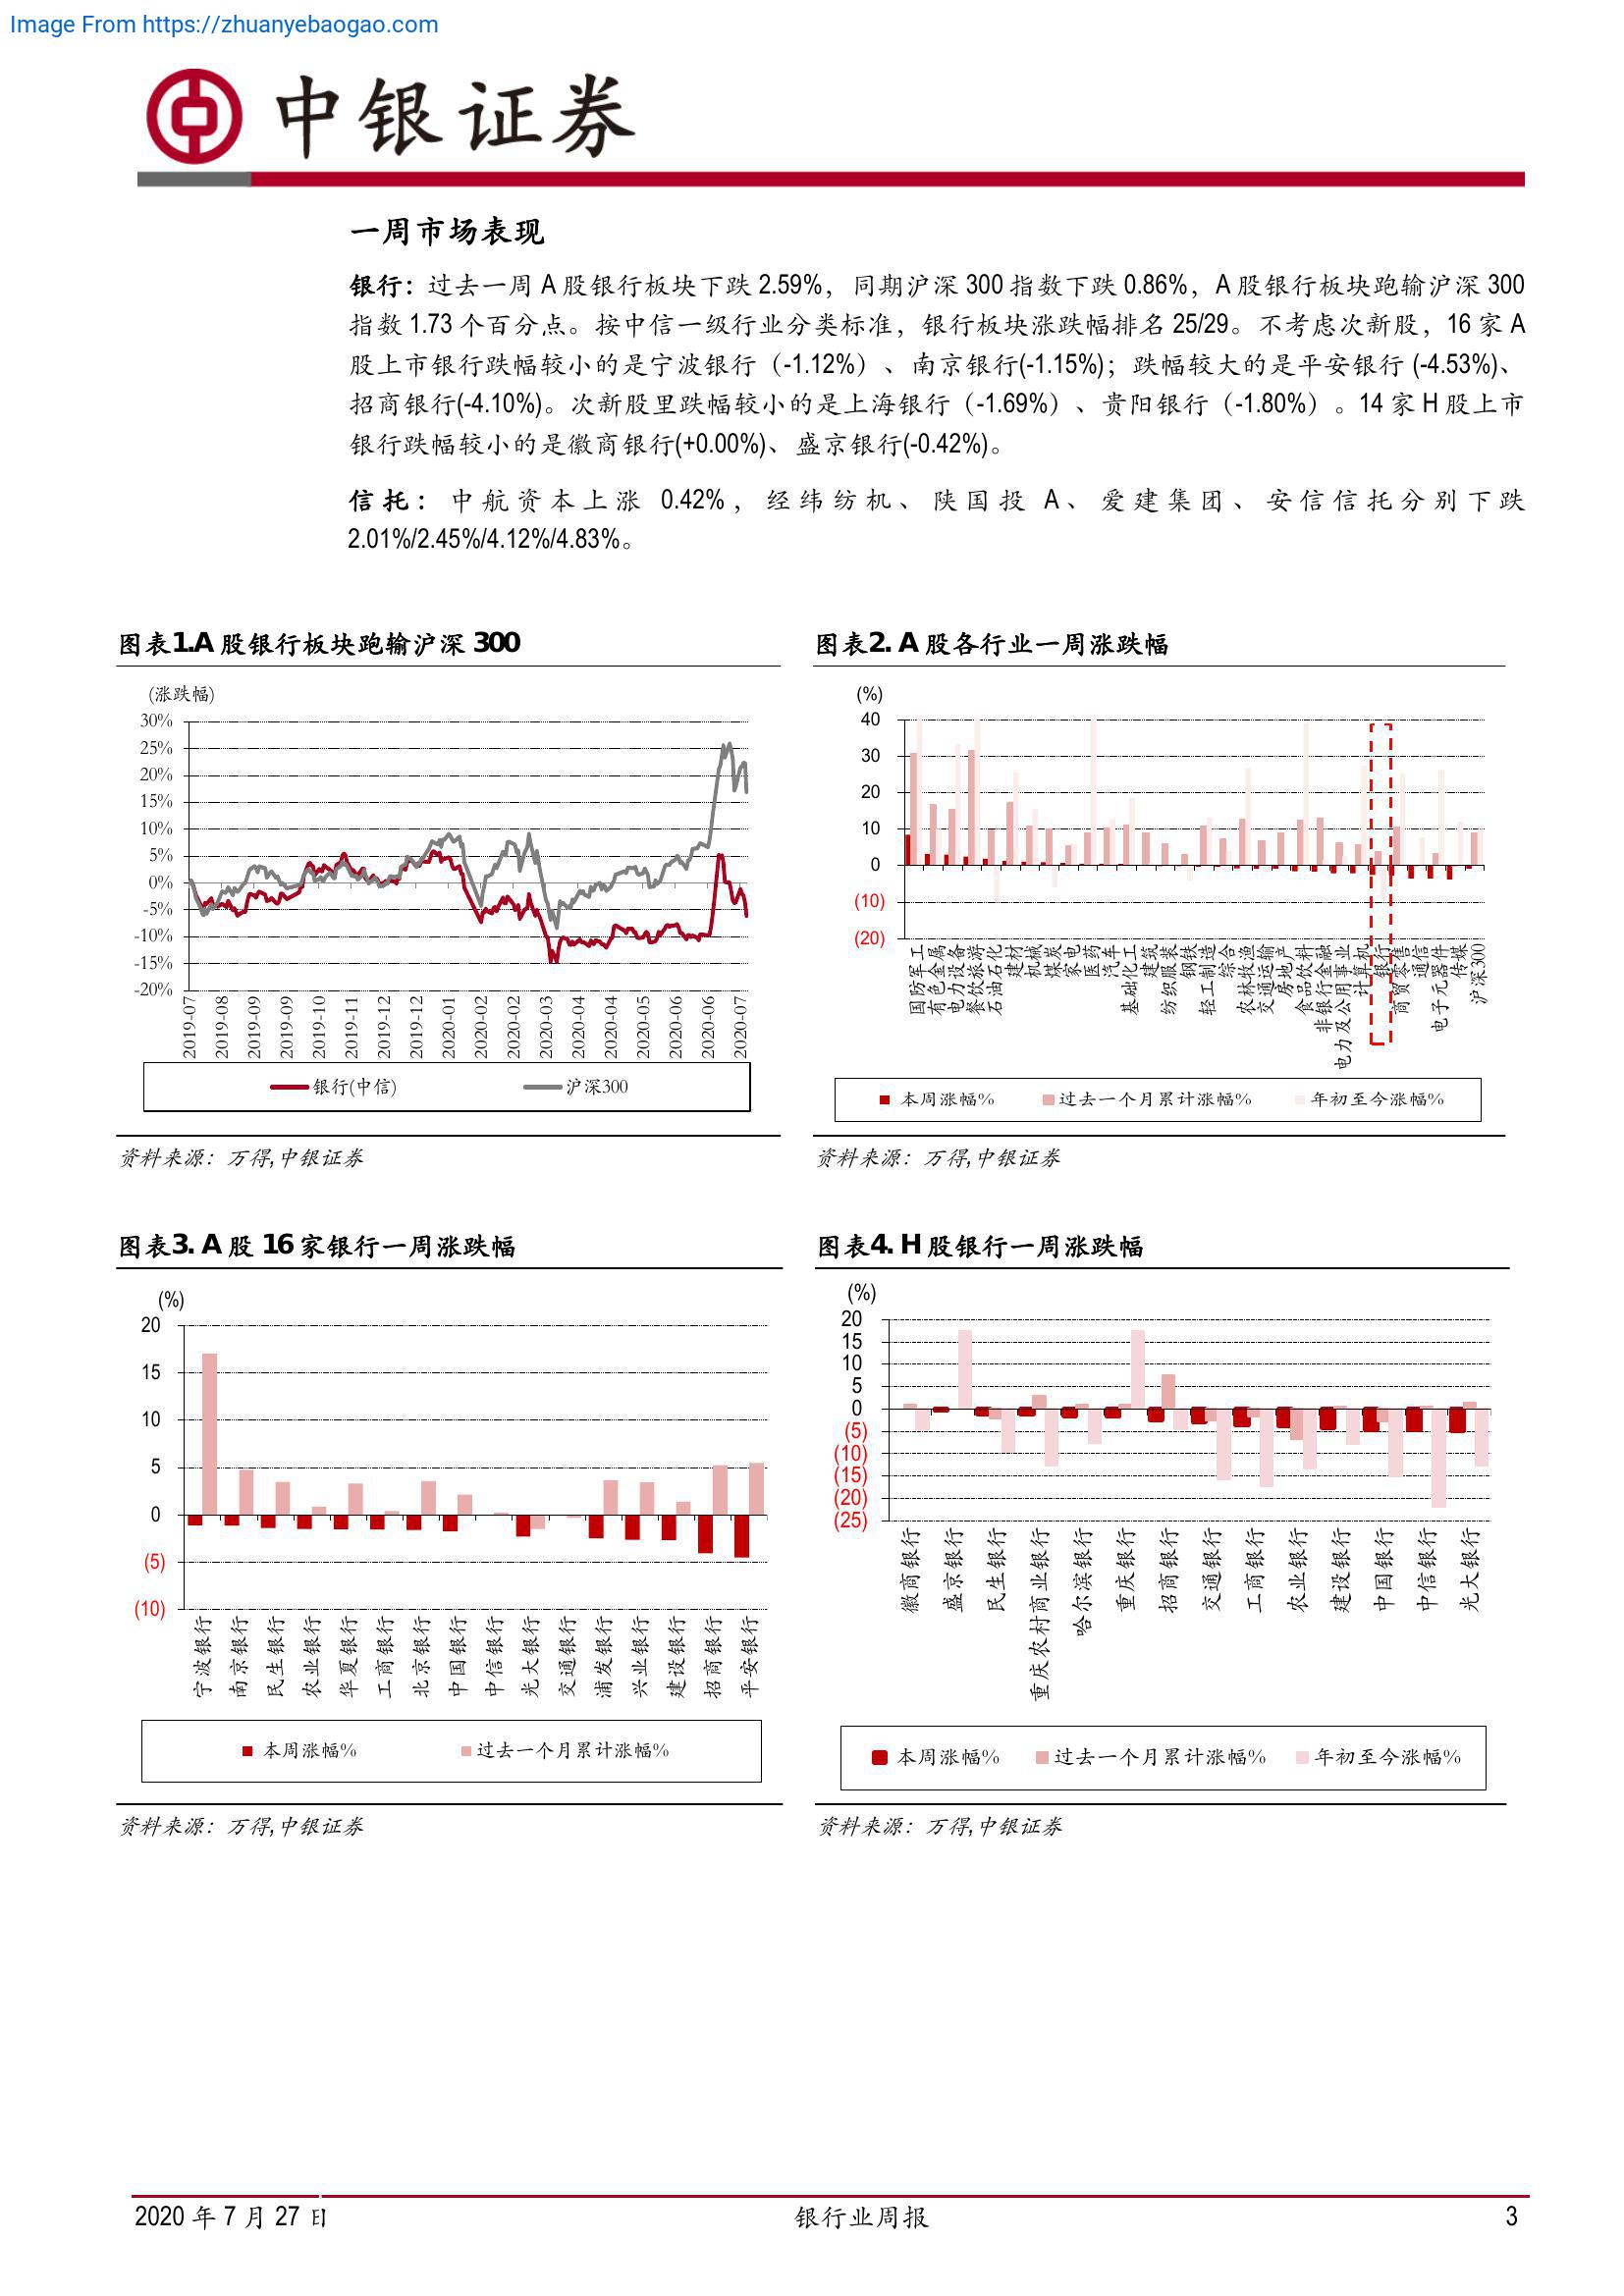 Image From https://zhuanyebaogao.com
中银证券
一周市场表现
银行：过去一周 A 股银行板块下跌 2.59%，同期沪深 300 指数下跌 0.86%，A 股银行板块跑输沪深 300
指数 1.73 个百分点。按中信一级行业分类标准，银行板块涨跌幅排名 25/29。不考虑次新股，16 家 A
股上市银行跌幅较小的是宁波银行（-1.12%）、南京银行(-1.15%)；跌幅较大的是平安银行 (-4.53%)、
招商银行(-4.10%)。次新股里跌幅较小的是上海银行（-1.69%）、贵阳银行（-1.80%）。14 家 H 股上市
银行跌幅较小的是徽商银行(+0.00%)、盛京银行(-0.42%)。
信托：中航资本上涨 0.42%，经纬纺机、陕国投 A、爱建集团、安信信托分别下跌
2.01%/2.45%/4.12%/4.83%。
图表1.A 股银行板块跑输沪深 300
(涨跌幅)
30%
25%
20%
15%
10%
5%
0%
-5%
-10%
-15%
-20%
2019-07
2019-08
2019-09
2019-09
2019-10
2019-11
2019-12
2019-12
2020-01
2020-02
2020-02
2020-03
2020-04
2020-04
2020-05
2020-06
2020-06
2020-07
银行(中信)
沪深300
资料来源：万得,中银证券
图表2. A 股各行业一周涨跌幅
(%)
40
30
20
10
0
(10)
(20)
国防军工
有色金属
电力设备
餐饮旅游
石油石化
建材
机械
煤炭
家电
医药
汽车
基础化工
建筑
纺织服装
钢铁
轻工制造
综合
农林牧渔
交通运输
房地产
食品饮料
非银行金融
电力及公用事业
计算机
银行
商贸零售
通信
电子元器件
传媒
沪深300
本周涨幅%
过去一个月累计涨幅%
年初至今涨幅%
资料来源：万得,中银证券
图表3. A 股 16 家银行一周涨跌幅
(%)
20
15
10
5
0
(5)
(10)
宁波银行
南京银行
民生银行
农业银行
华夏银行
工商银行
北京银行
中国银行
中信银行
光大银行
交通银行
浦发银行
兴业银行
建设银行
招商银行
平安银行
本周涨幅%
过去一个月累计涨幅%
资料来源：万得,中银证券
图表4. H 股银行一周涨跌幅
(%)
20
15
10
5
0
(5)
(10)
(15)
(20)
(25)
徽商银行
盛京银行
民生银行
重庆农村商业银行
哈尔滨银行
重庆银行
招商银行
交通银行
工商银行
农业银行
建设银行
中国银行
中信银行
光大银行
本周涨幅%
过去一个月累计涨幅%
年初至今涨幅%
资料来源：万得,中银证券
2020 年 7 月 27 日
银行业周报
3